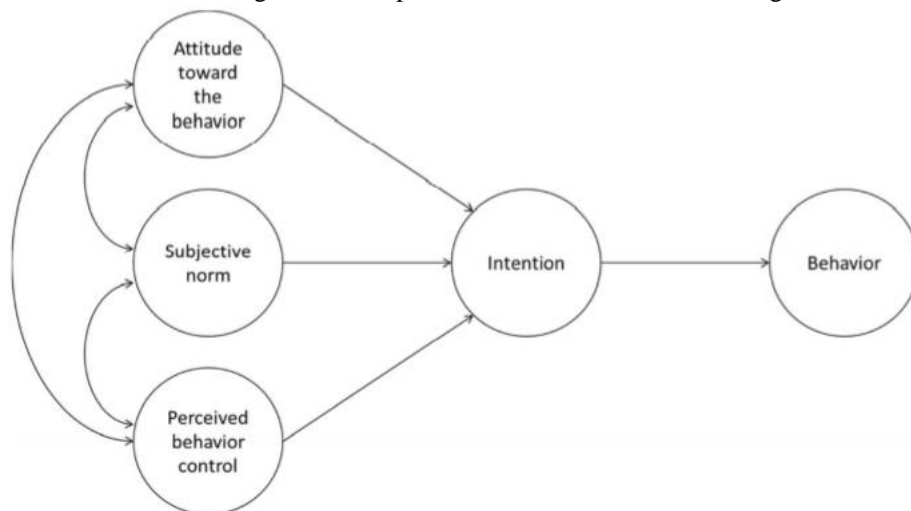 Attitude
toward
the
behavior
Subjective
norm
Intention
Behavior
Perceived
behavior
control